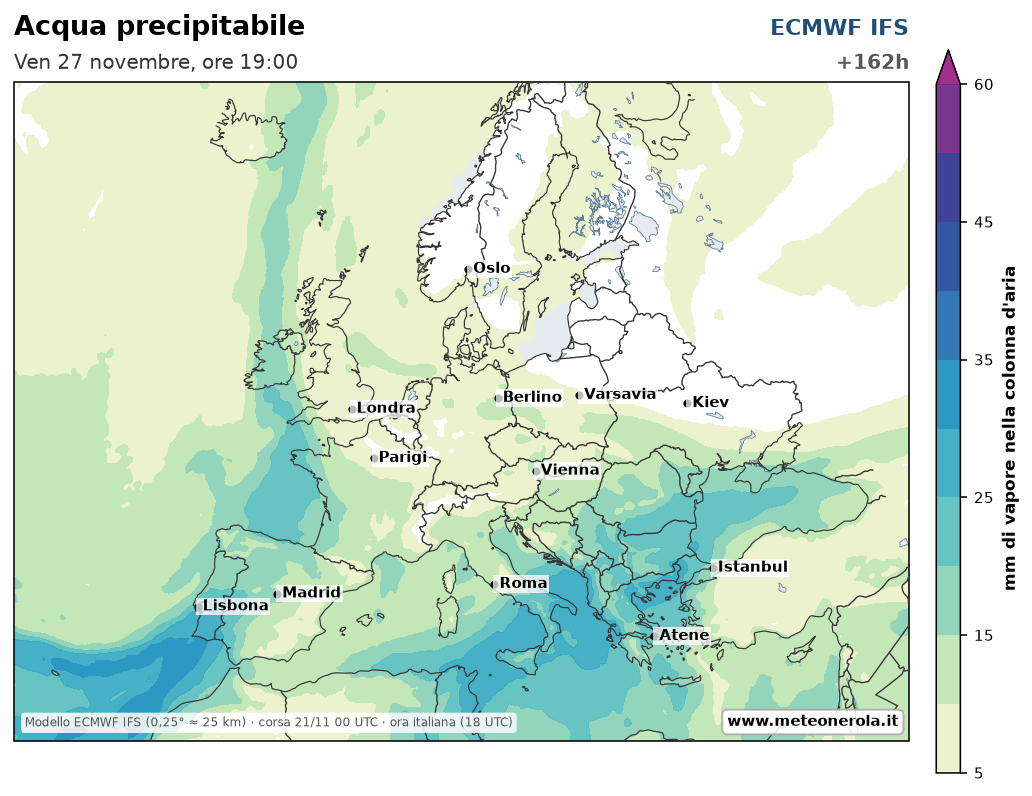 Acqua precipitabile
ECMWF IFS
Ven 27 novembre, ore 19:00
+162h
60
45
35
25
15
5
mm di vapore nella colonna d'aria
Oslo
Londra
Berlino
Varsavia
Kiev
Parigi
Vienna
Istanbul
Roma
Madrid
Lisbona
Atene
Modello ECMWF IFS (0,25° ≈ 25 km) · corsa 21/11 00 UTC · ora italiana (18 UTC)
www.meteonerola.it